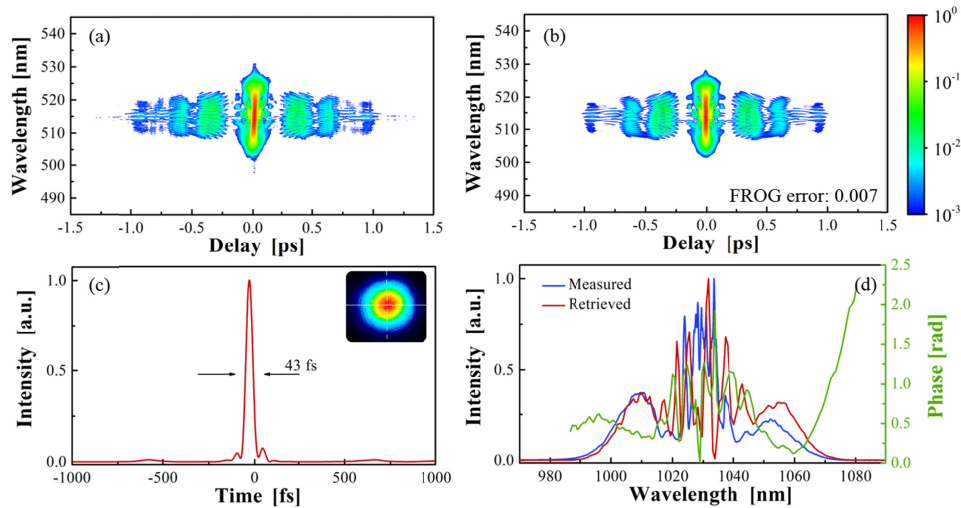 (a)
540
530
520
510
500
490
Wavelength [nm]
-1.5 -1.0 -0.5 0.0 0.5 1.0 1.5
Delay [ps]
(b)
540
530
520
510
500
490
Wavelength [nm]
FROG error: 0.007
-1.5 -1.0 -0.5 0.0 0.5 1.0 1.5
Delay [ps]
10^0
10^-1
10^-2
10^-3
(c)
1.0
0.5
0.0
Intensity [a.u.]
43 fs
-1000 -500 0 500 1000
Time [fs]
(d)
Measured
Retrieved
1.0
0.5
0.0
Intensity [a.u.]
2.5
2.0
1.5
1.0
0.5
0.0
Phase [rad]
980 1000 1020 1040 1060 1080
Wavelength [nm]